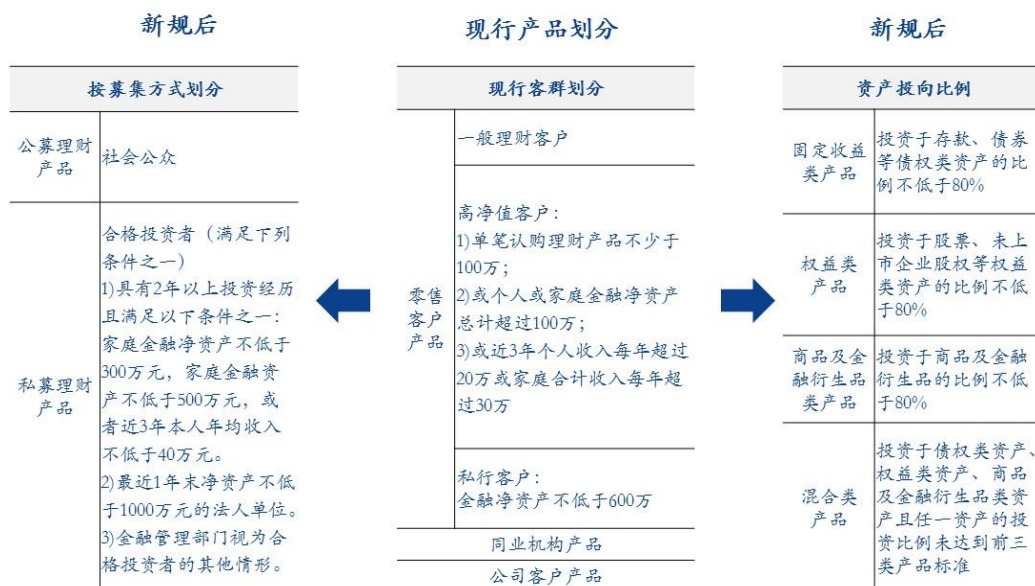 新规后
按募集方式划分
公募理财
产品
社会公众
私募理财
产品
合格投资者（满足下列
条件之一）
1)具有2年以上投资经历
且满足以下条件之一：
家庭金融净资产不低于
300万元，家庭金融资
产不低于500万元，或
者近3年本人年均收入
不低于40万元。
2)最近1年末净资产不低
于1000万元的法人单位。
3)金融管理部门视为合
格投资者的其他情形。
现行产品划分
现行客群划分
零售
客户
产品
一般理财客户
高净值客户：
1)单笔认购理财产品不少于
100万；
2)或个人或家庭金融净资产
总计超过100万；
3)或近3年个人收入每年超过
20万或家庭合计收入每年超
过30万
私行客户：
金融净资产不低于600万
同业机构产品
公司客户产品
新规后
资产投向比例
固定收益
类产品
投资于存款、债券
等债权类资产的比
例不低于80%
权益类
产品
投资于股票、未上
市企业股权等权益
类资产的比例不低
于80%
商品及金
融衍生品
类产品
投资于商品及金融
衍生品的比例不低
于80%
混合类
产品
投资于债权类资产、
权益类资产、商品
及金融衍生品类资
产且任一资产的投
资比例未达到前三
类产品标准